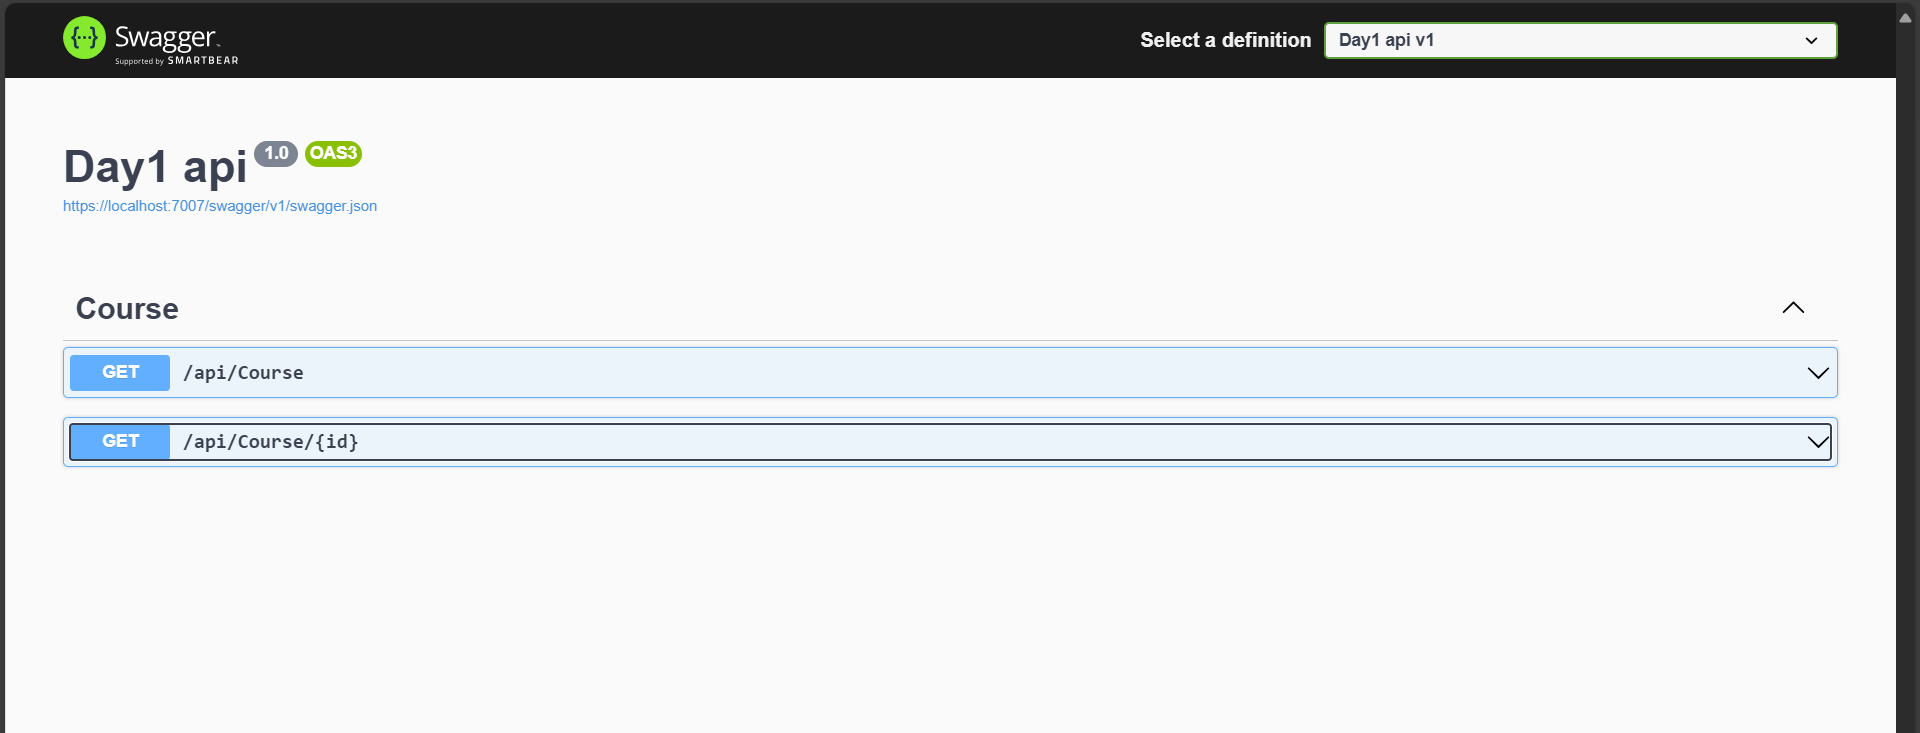 {···} Swagger™
Supported by SMARTBEAR
Select a definition
Day1 api v1
Day1 api 1.0 OAS3
https://localhost:7007/swagger/v1/swagger.json
Course
GET /api/Course
GET /api/Course/{id}